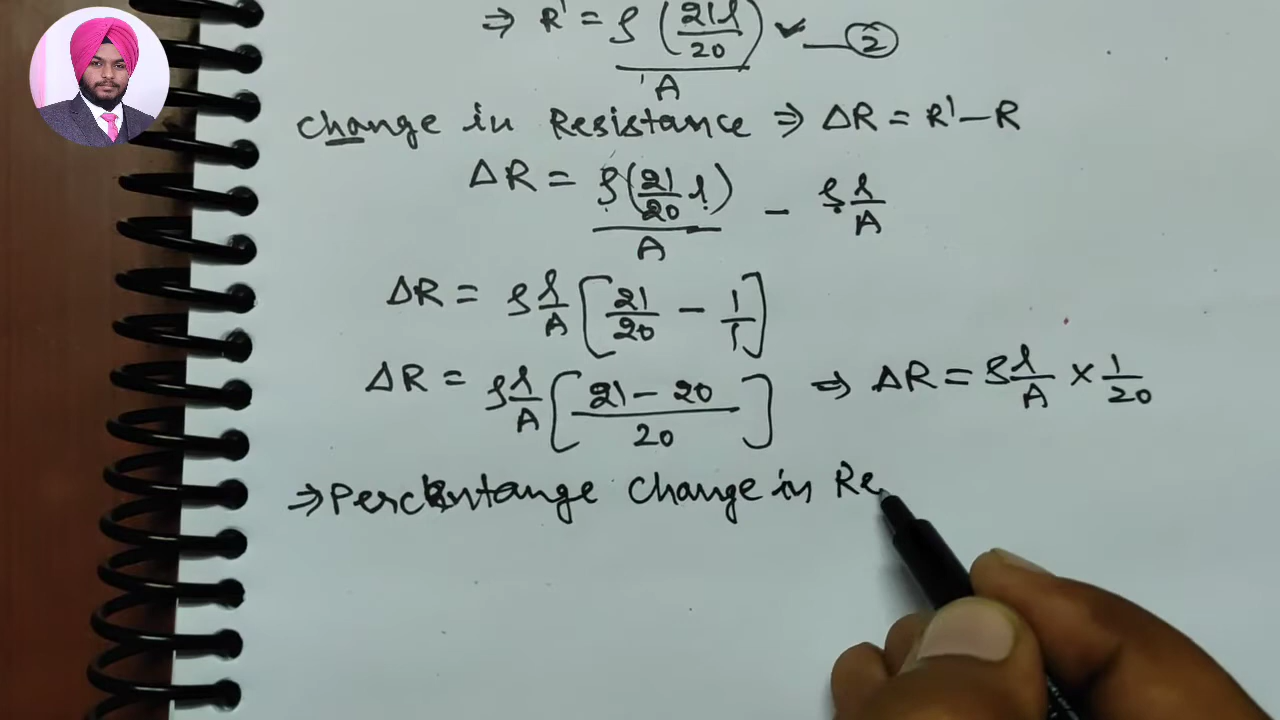 ⇒ R' = ρ (21l/20) / A ✓ — ②
Change in Resistance ⇒ ΔR = R' – R
ΔR = ρ(21/20 l) / A – ρ l/A
ΔR = ρ l/A [21/20 – 1/1]
ΔR = ρ l/A [21 – 20 / 20] ⇒ ΔR = ρ l/A × 1/20
⇒ Percentange Change in Re